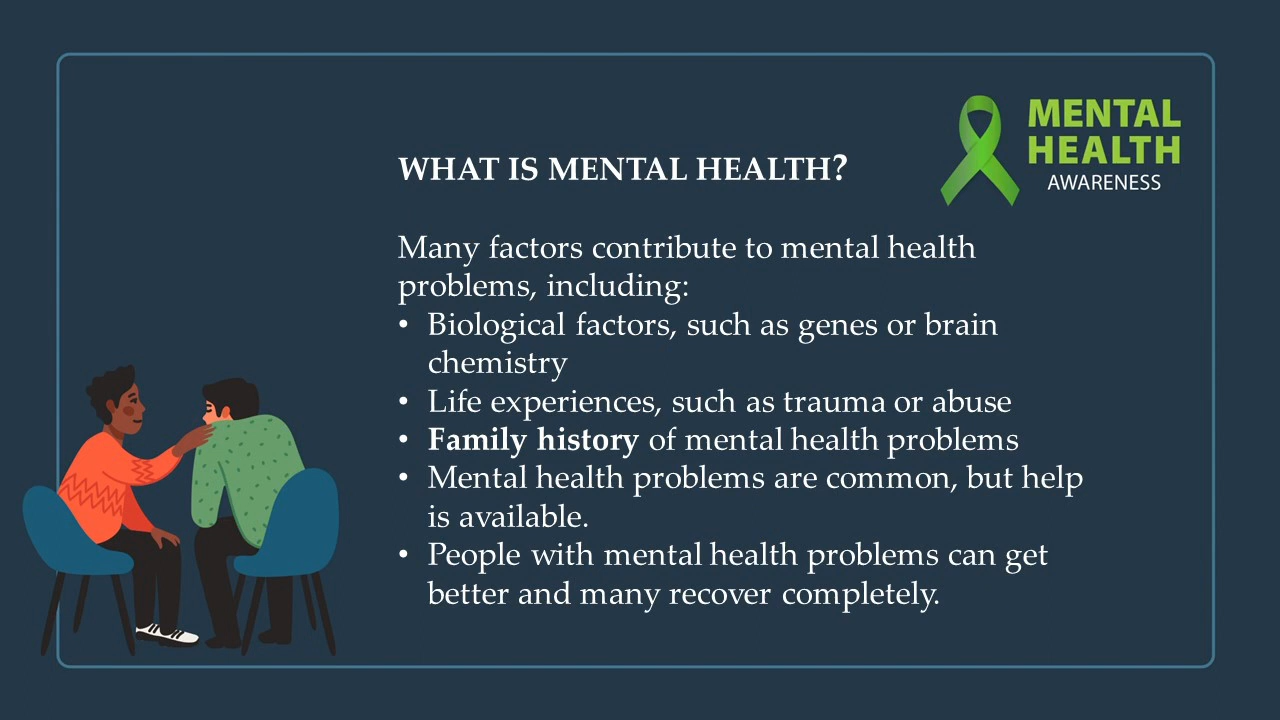 MENTAL
HEALTH
AWARENESS
WHAT IS MENTAL HEALTH?
Many factors contribute to mental health
problems, including:
• Biological factors, such as genes or brain
chemistry
• Life experiences, such as trauma or abuse
• Family history of mental health problems
• Mental health problems are common, but help
is available.
• People with mental health problems can get
better and many recover completely.